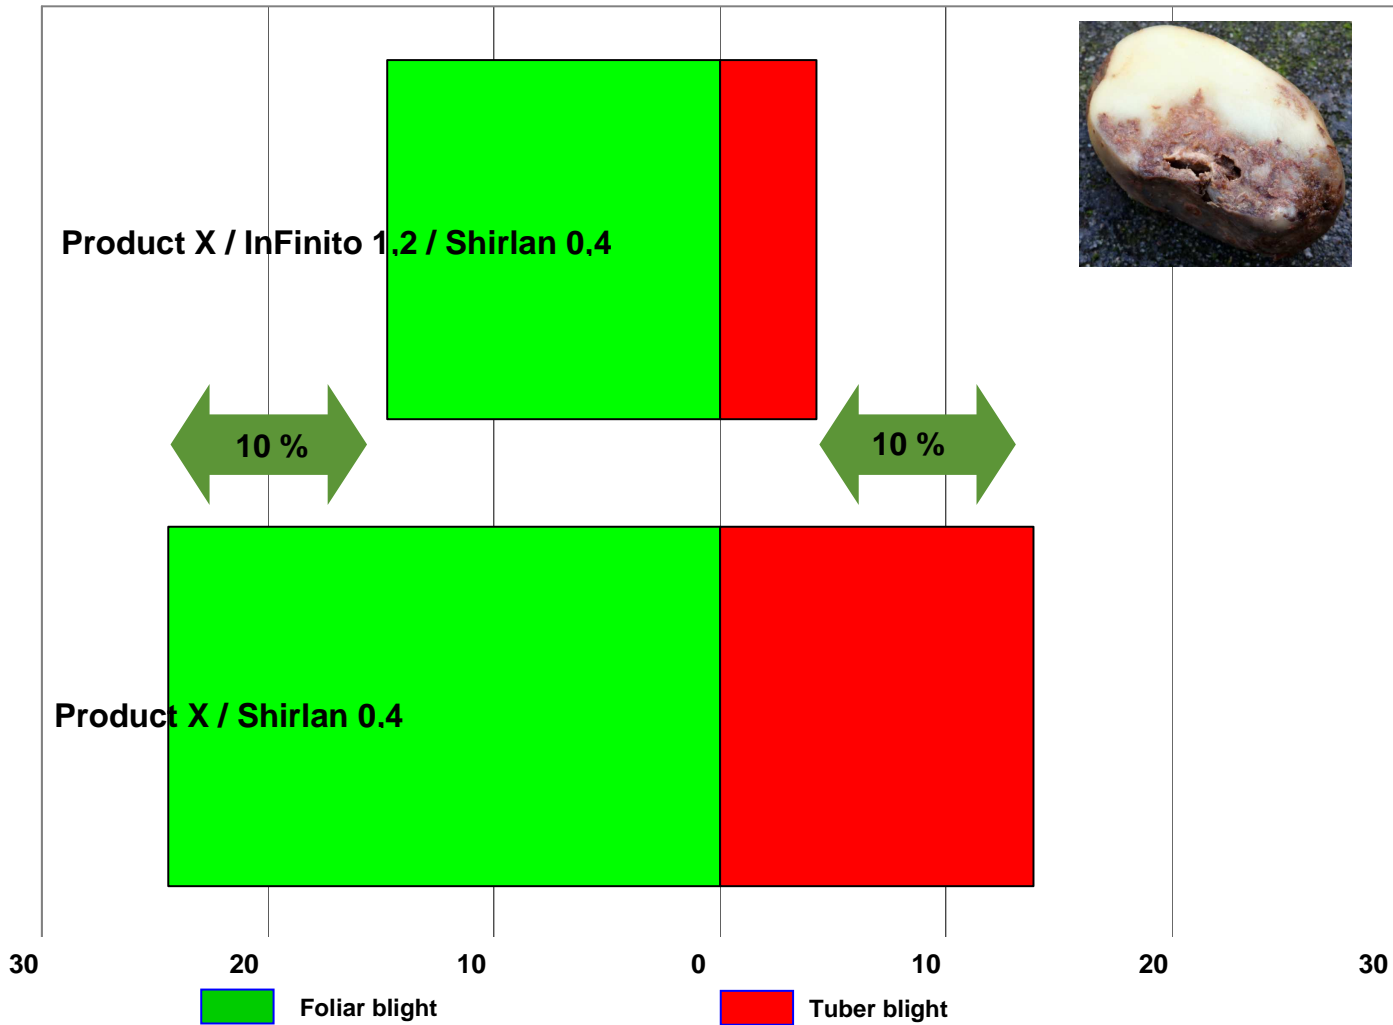 Product X / InFinito 1,2 / Shirlan 0,4
10 %
10 %
Product X / Shirlan 0,4
30 20 10 0 10 20 30
Foliar blight Tuber blight